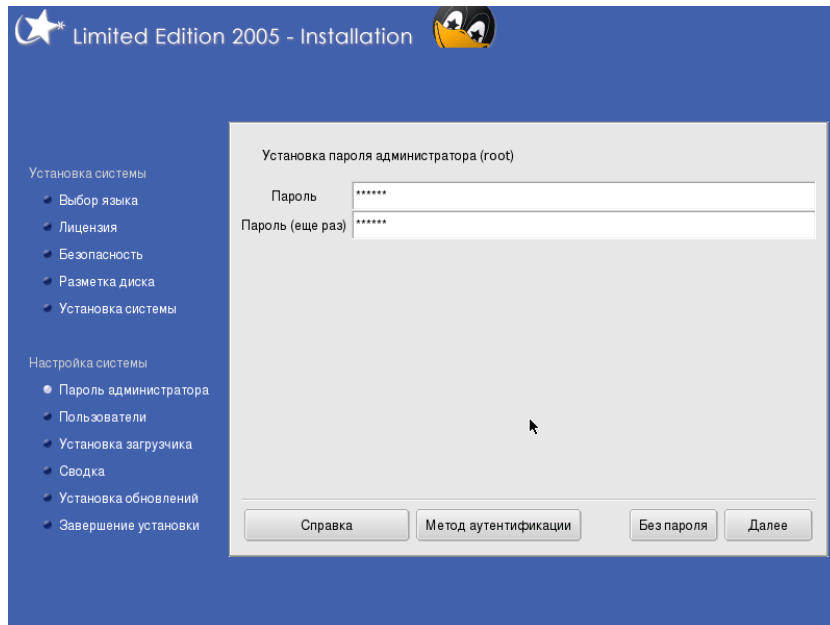 Limited Edition 2005 - Installation
Установка системы
Выбор языка
Лицензия
Безопасность
Разметка диска
Установка системы
Настройка системы
Пароль администратора
Пользователи
Установка загрузчика
Сводка
Установка обновлений
Завершение установки
Установка пароля администратора (root)
Пароль ******
Пароль (еще раз) ******
Справка
Метод аутентификации
Без пароля
Далее